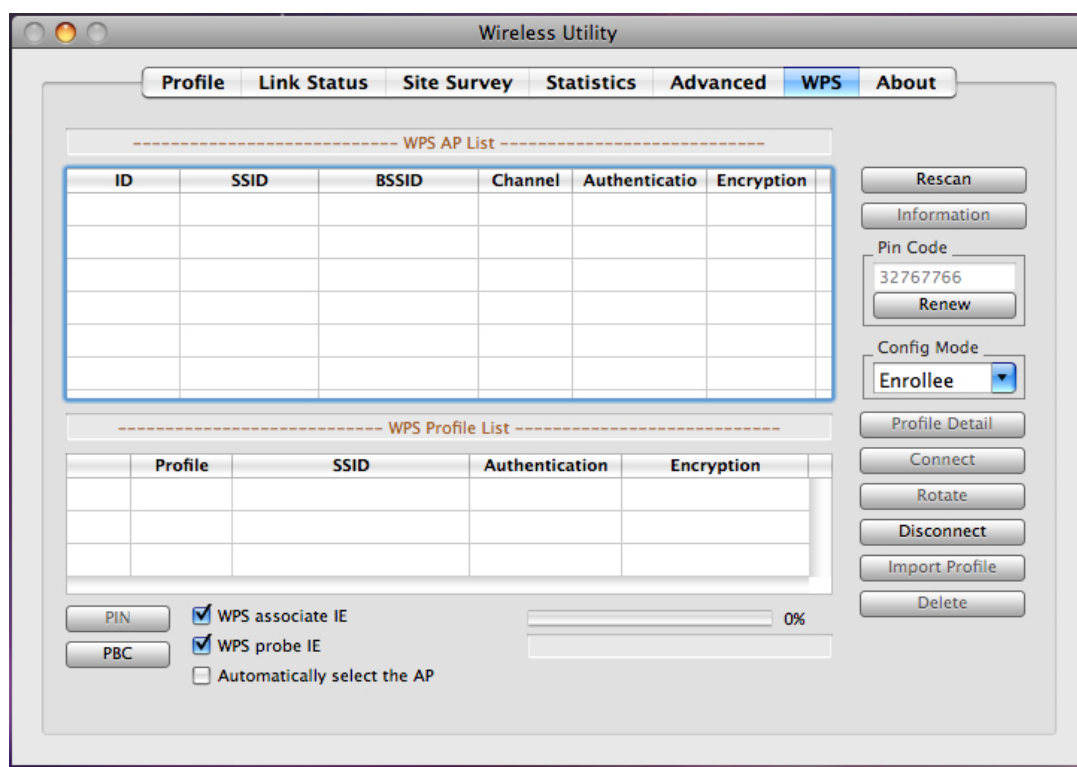 Wireless Utility
Profile Link Status Site Survey Statistics Advanced WPS About
--------------------------- WPS AP List ---------------------------
ID SSID BSSID Channel Authenticatio Encryption
Rescan
Information
Pin Code
32767766
Renew
Config Mode
Enrollee
--------------------------- WPS Profile List ---------------------------
Profile SSID Authentication Encryption
Profile Detail
Connect
Rotate
Disconnect
Import Profile
Delete
PIN WPS associate IE 0%
PBC WPS probe IE
Automatically select the AP